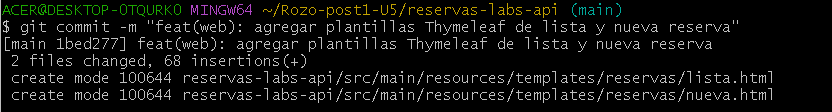 ACER@DESKTOP-OTQURKO MINGW64 ~/Rozo-post1-U5/reservas-labs-api (main)
$ git commit -m "feat(web): agregar plantillas Thymeleaf de lista y nueva reserva"
[main 1bed277] feat(web): agregar plantillas Thymeleaf de lista y nueva reserva
 2 files changed, 68 insertions(+)
 create mode 100644 reservas-labs-api/src/main/resources/templates/reservas/lista.html
 create mode 100644 reservas-labs-api/src/main/resources/templates/reservas/nueva.html